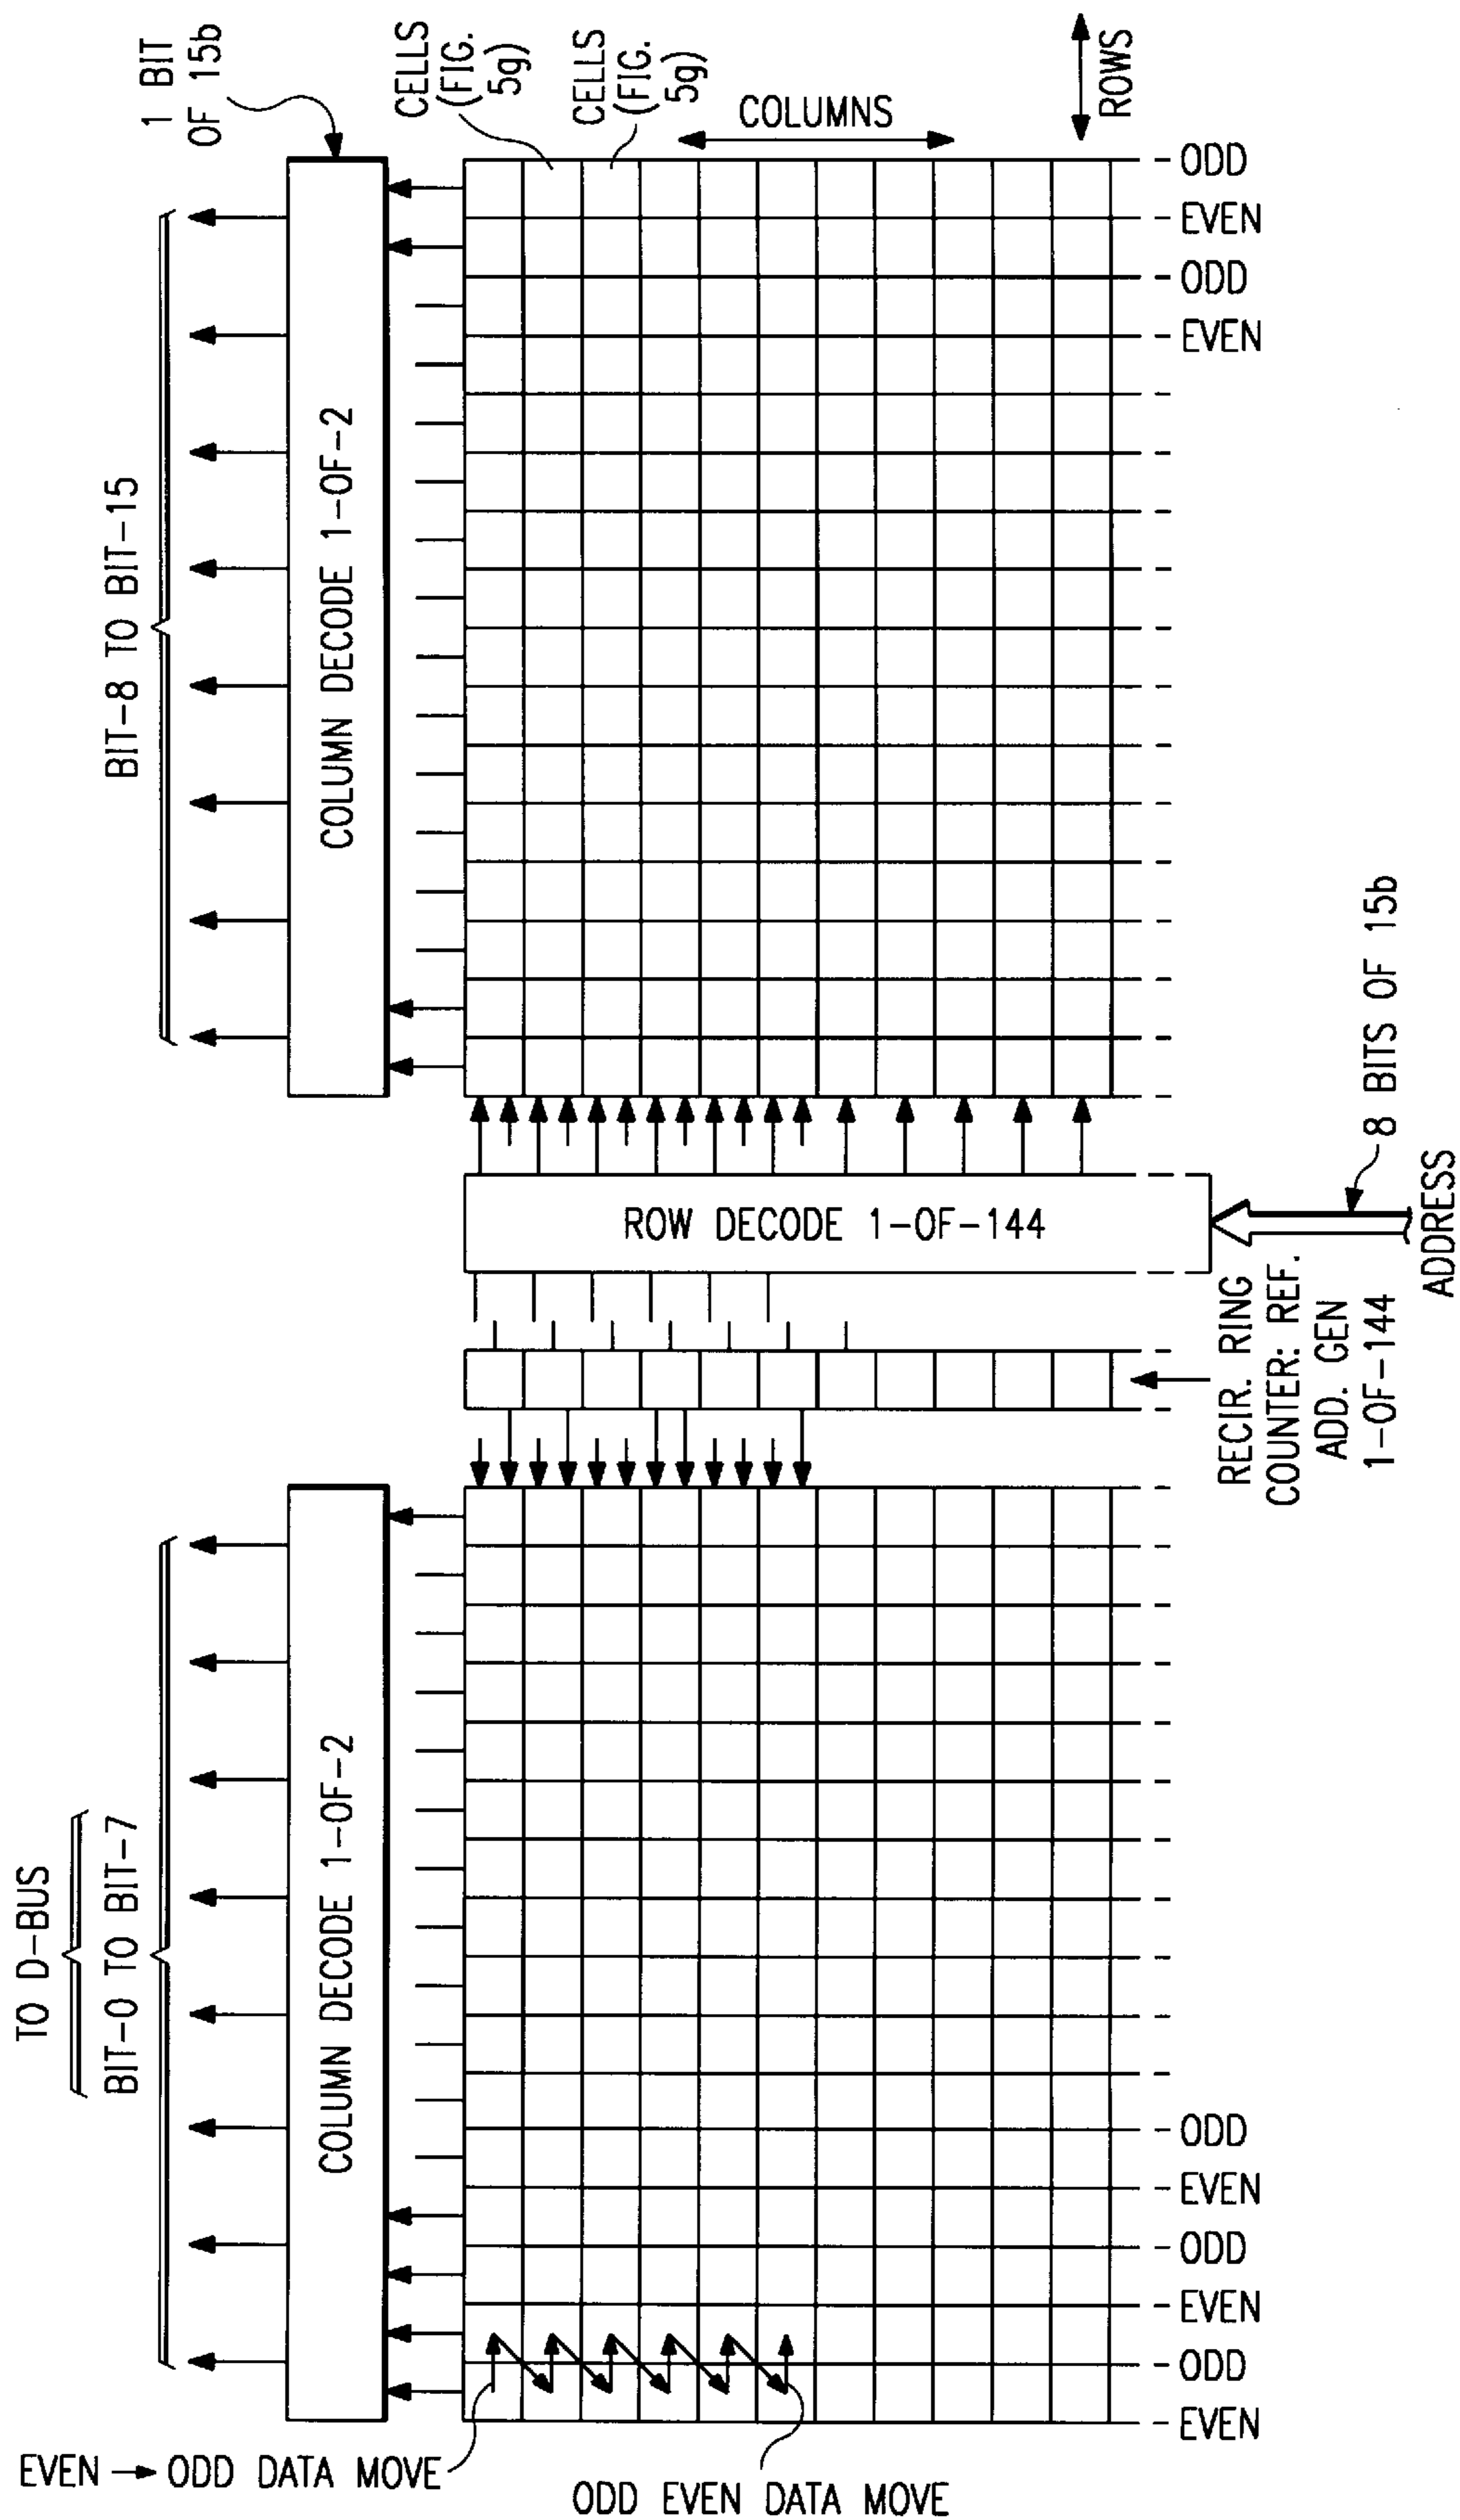 TO D-BUS
BIT-0 TO BIT-7
BIT-8 TO BIT-15
1 BIT
OF 15b
COLUMN DECODE 1-OF-2
COLUMN DECODE 1-OF-2
CELLS
(FIG.
5g)
CELLS
(FIG.
5g)
COLUMNS
ROWS
ROW DECODE 1-OF-144
EVEN → ODD DATA MOVE
ODD EVEN DATA MOVE
EVEN
ODD
EVEN
ODD
EVEN
ODD
RECIR. RING
COUNTER: REF.
ADD. GEN
1-OF-144
8 BITS OF 15b
ADDRESS
EVEN
ODD
EVEN
ODD